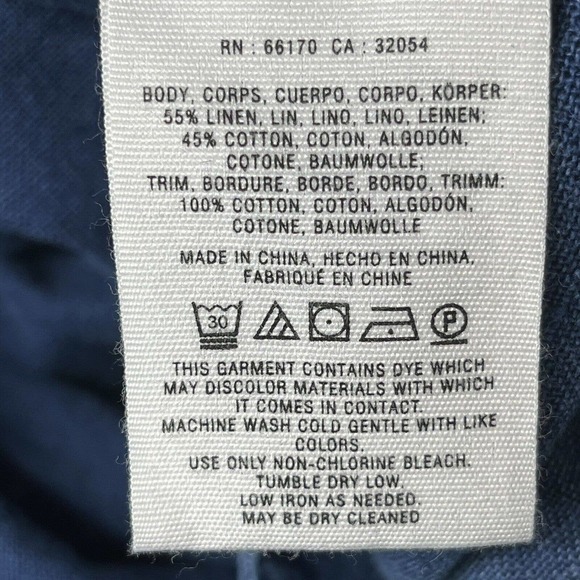 RN : 66170 CA : 32054
BODY, CORPS, CUERPO, CORPO, KÖRPER:
55% LINEN, LIN, LINO, LINO, LEINEN;
45% COTTON, COTON, ALGODÓN,
COTONE, BAUMWOLLE;
TRIM, BORDURE, BORDE, BORDO, TRIMM:
100% COTTON, COTON, ALGODÓN,
COTONE, BAUMWOLLE
MADE IN CHINA, HECHO EN CHINA,
FABRIQUÉ EN CHINE
30 P
THIS GARMENT CONTAINS DYE WHICH
MAY DISCOLOR MATERIALS WITH WHICH
IT COMES IN CONTACT.
MACHINE WASH COLD GENTLE WITH LIKE
COLORS.
USE ONLY NON-CHLORINE BLEACH.
TUMBLE DRY LOW.
LOW IRON AS NEEDED.
MAY BE DRY CLEANED